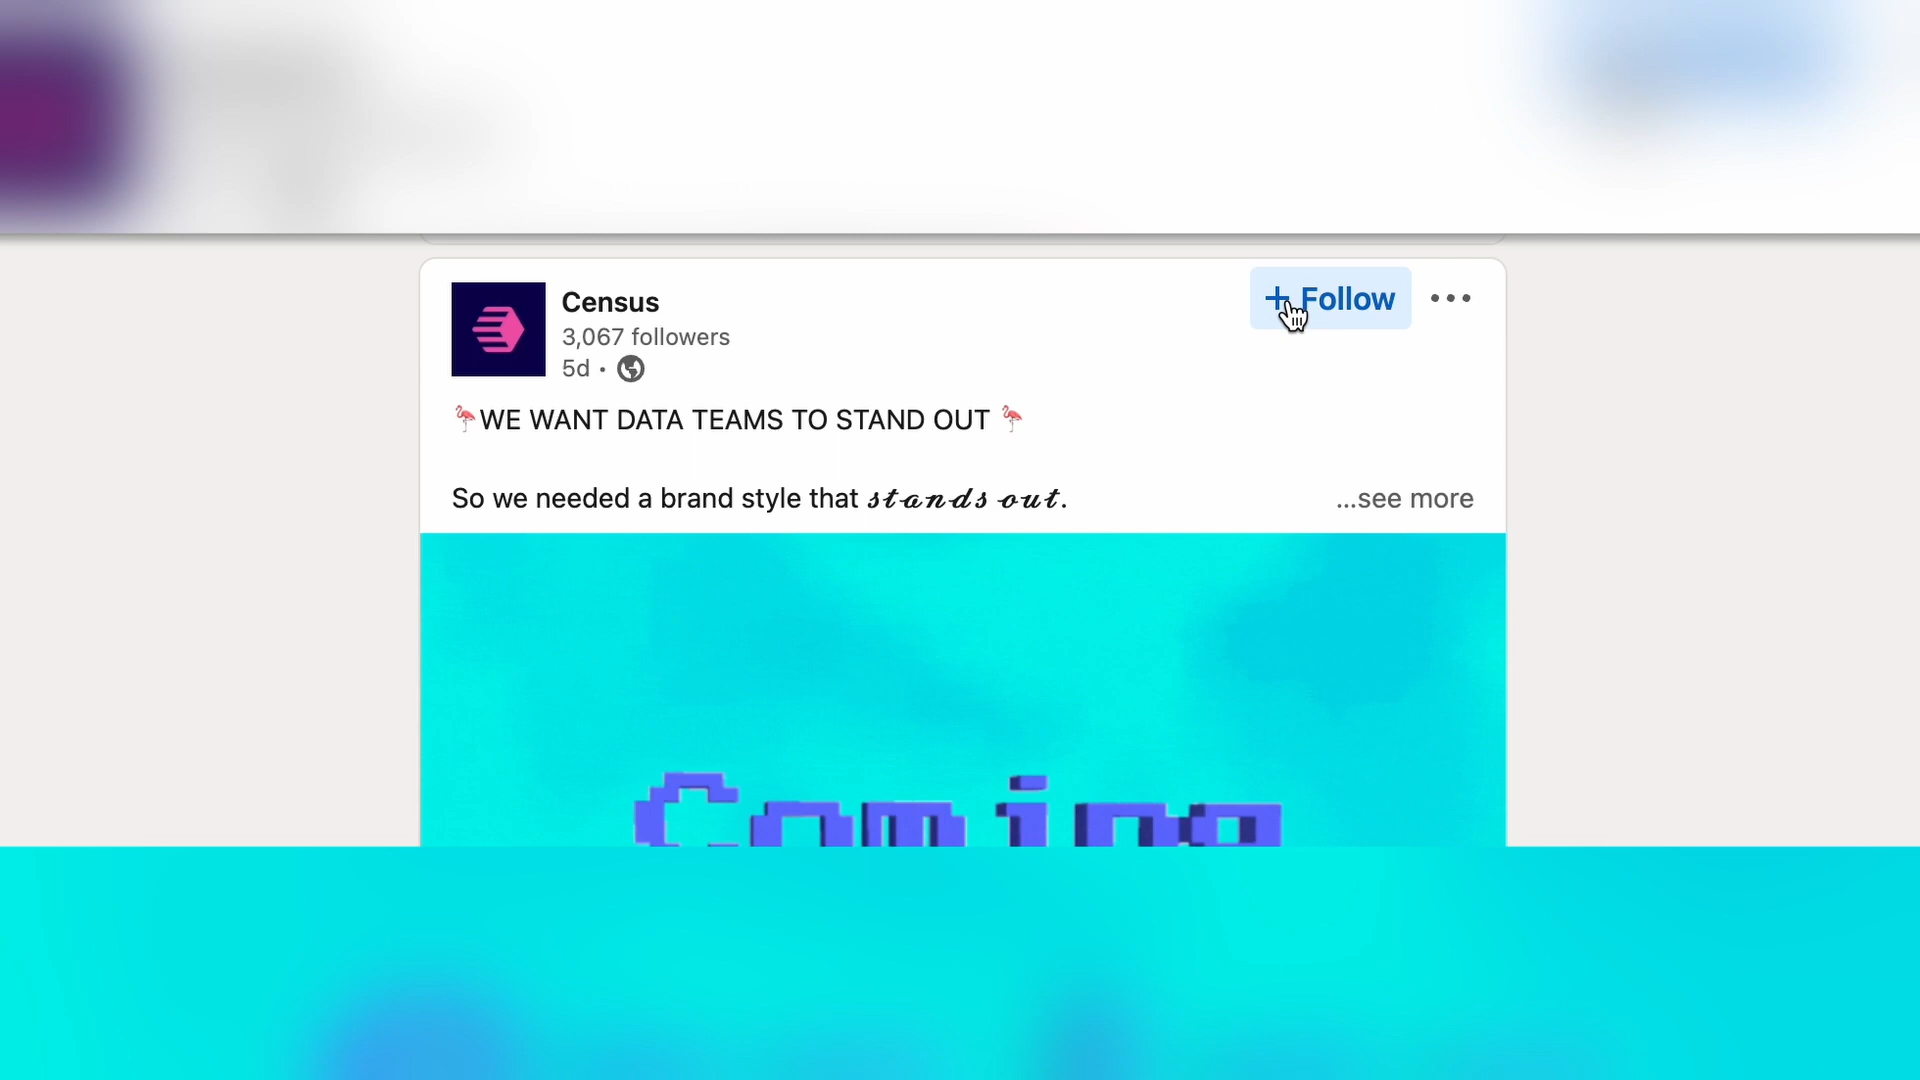 Census
+ Follow
3,067 followers
5d •
🦩WE WANT DATA TEAMS TO STAND OUT 🦩
So we needed a brand style that 𝓼𝓽𝓪𝓷𝓭𝓼 𝓸𝓾𝓽.
...see more
Coming